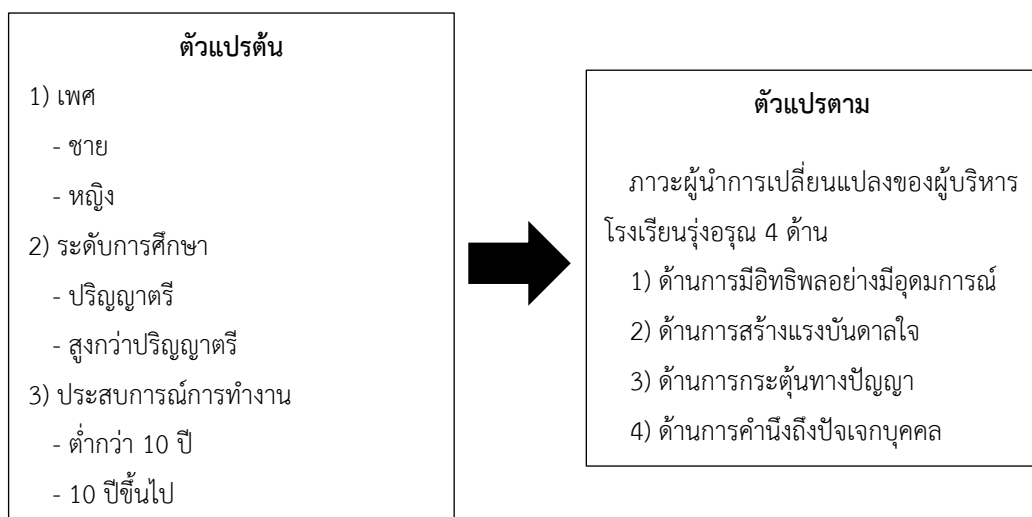 ตัวแปรต้น
1) เพศ
- ชาย
- หญิง
2) ระดับการศึกษา
- ปริญญาตรี
- สูงกว่าปริญญาตรี
3) ประสบการณ์การทำงาน
- ต่ำกว่า 10 ปี
- 10 ปีขึ้นไป
ตัวแปรตาม
ภาวะผู้นำการเปลี่ยนแปลงของผู้บริหาร
โรงเรียนรุ่งอรุณ 4 ด้าน
1) ด้านการมีอิทธิพลอย่างมีอุดมการณ์
2) ด้านการสร้างแรงบันดาลใจ
3) ด้านการกระตุ้นทางปัญญา
4) ด้านการคำนึงถึงปัจเจกบุคคล